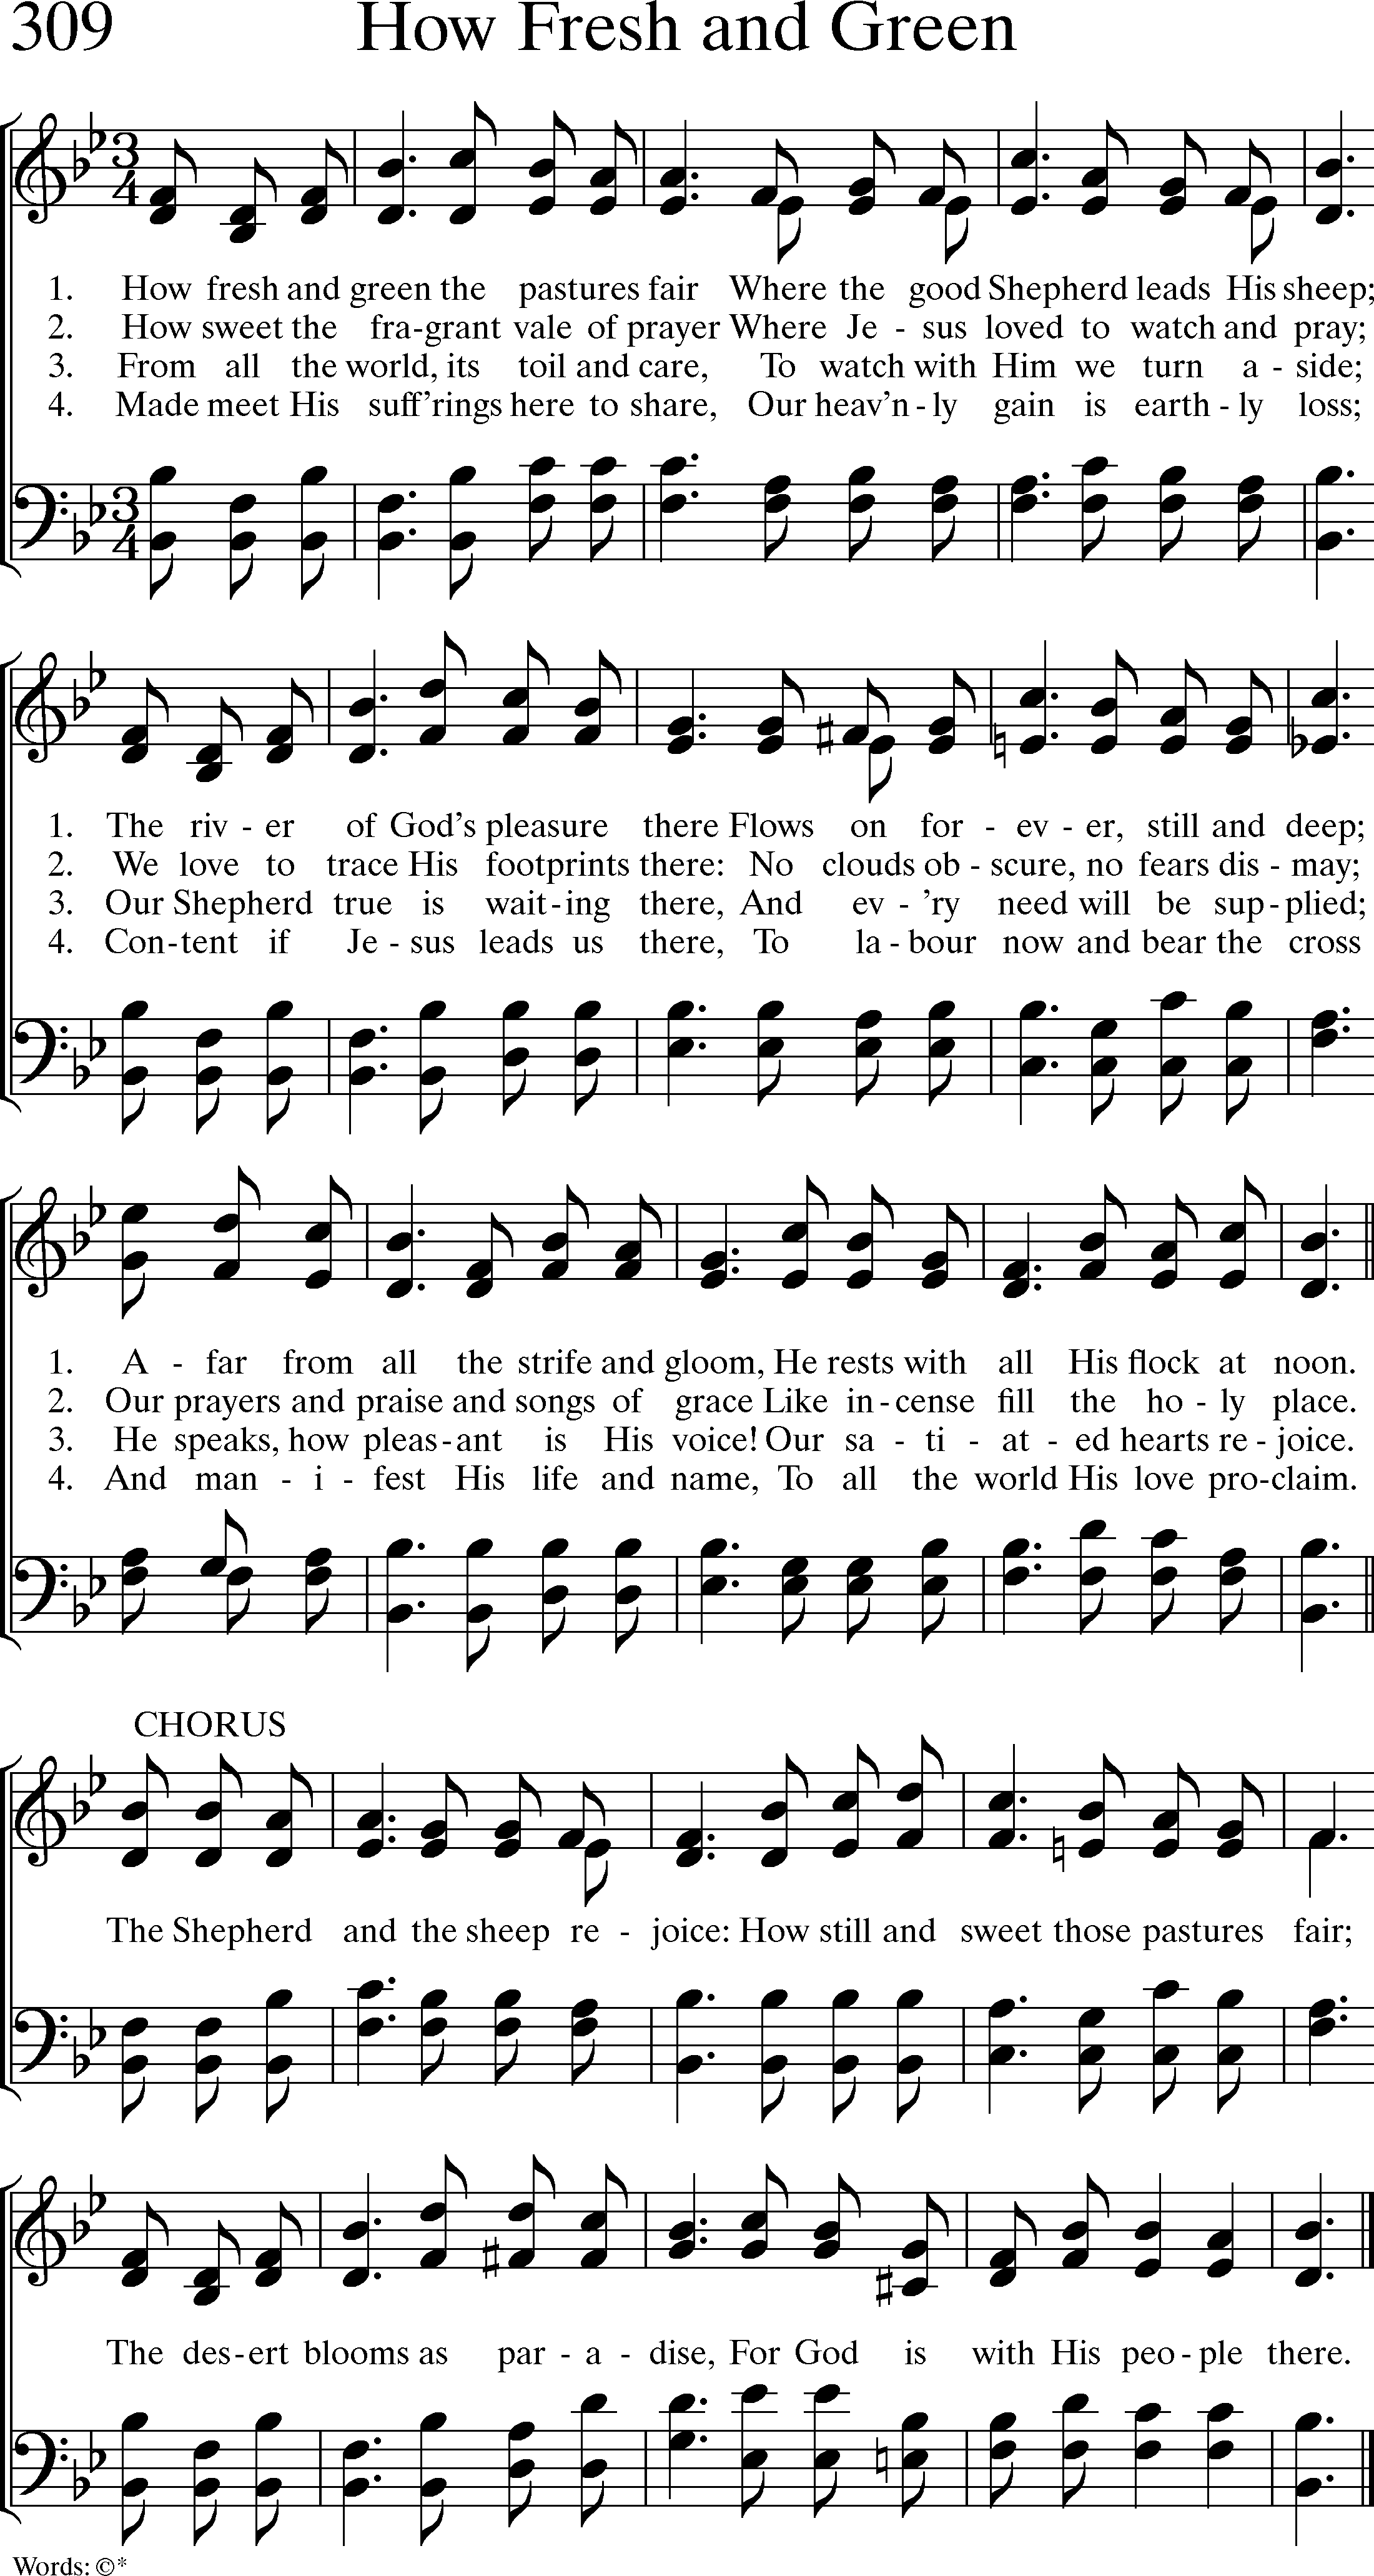 309 How Fresh and Green
1. How fresh and green the pastures fair Where the good Shepherd leads His sheep;
2. How sweet the fra-grant vale of prayer Where Je - sus loved to watch and pray;
3. From all the world, its toil and care, To watch with Him we turn a - side;
4. Made meet His suff'rings here to share, Our heav'n - ly gain is earth - ly loss;
1. The riv - er of God's pleasure there Flows on for - ev - er, still and deep;
2. We love to trace His footprints there: No clouds ob - scure, no fears dis - may;
3. Our Shepherd true is wait - ing there, And ev - 'ry need will be sup - plied;
4. Con - tent if Je - sus leads us there, To la - bour now and bear the cross
1. A - far from all the strife and gloom, He rests with all His flock at noon.
2. Our prayers and praise and songs of grace Like in - cense fill the ho - ly place.
3. He speaks, how pleas - ant is His voice! Our sa - ti - at - ed hearts re - joice.
4. And man - i - fest His life and name, To all the world His love pro - claim.
CHORUS
The Shepherd and the sheep re - joice: How still and sweet those pastures fair;
The des - ert blooms as par - a - dise, For God is with His peo - ple there.
Words: ©*